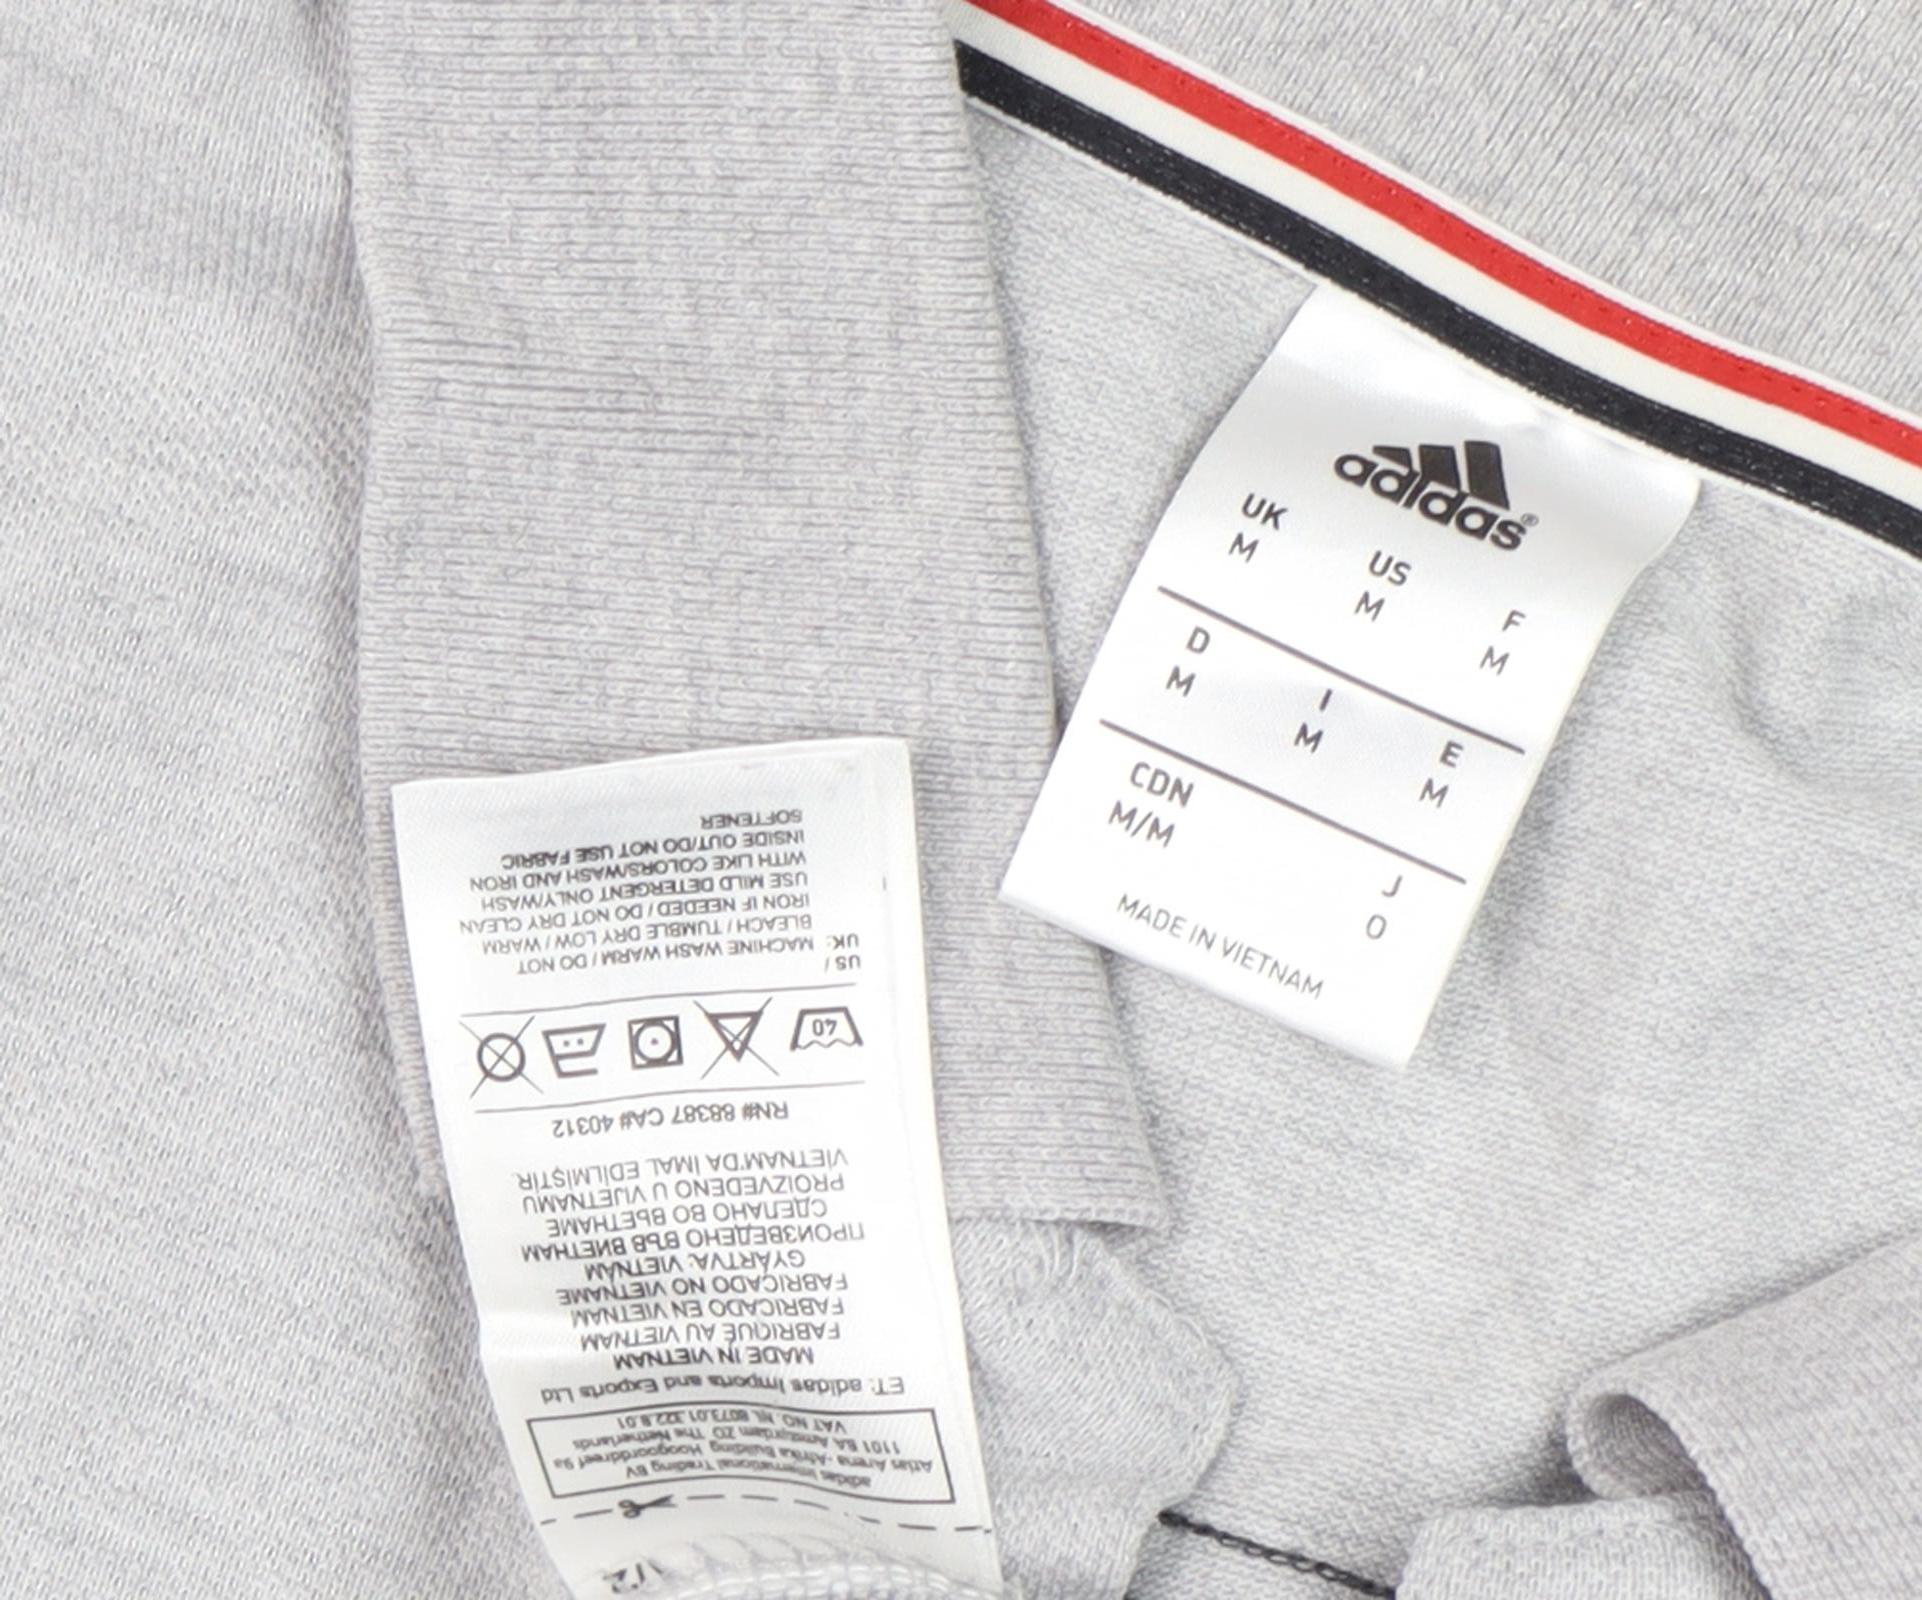 adidas®
UK US F
M M M
D I E
M M M
CDN J
M/M O
MADE IN VIETNAM
1/2
adidas International Trading BV
Atlas Arena - Afrika Building Hoogoorddreef 9a
1101 BA Amsterdam ZO The Netherlands
VAT NO. NL 8073.01.322.B.01
ET: adidas Imports and Exports Ltd
MADE IN VIETNAM
FABRIQUÉ AU VIETNAM
FABRICADO EN VIETNAM
FABRICADO NO VIETNAME
GYÁRTVA: VIETNÁM
ПРОИЗВЕДЕНО ВЪВ ВИЕТНАМ
СДЕЛАНО ВО ВЬЕТНАМЕ
PROIZVEDENO U VIJETNAMU
VİETNAM'DA İMAL EDİLMİŞTİR.
RN# 88387 CA# 40312
40
US /
UK: MACHINE WASH WARM / DO NOT
BLEACH / TUMBLE DRY LOW / WARM
IRON IF NEEDED / DO NOT DRY CLEAN
USE MILD DETERGENT ONLY/WASH
WITH LIKE COLORS/WASH AND IRON
INSIDE OUT/DO NOT USE FABRIC
SOFTENER